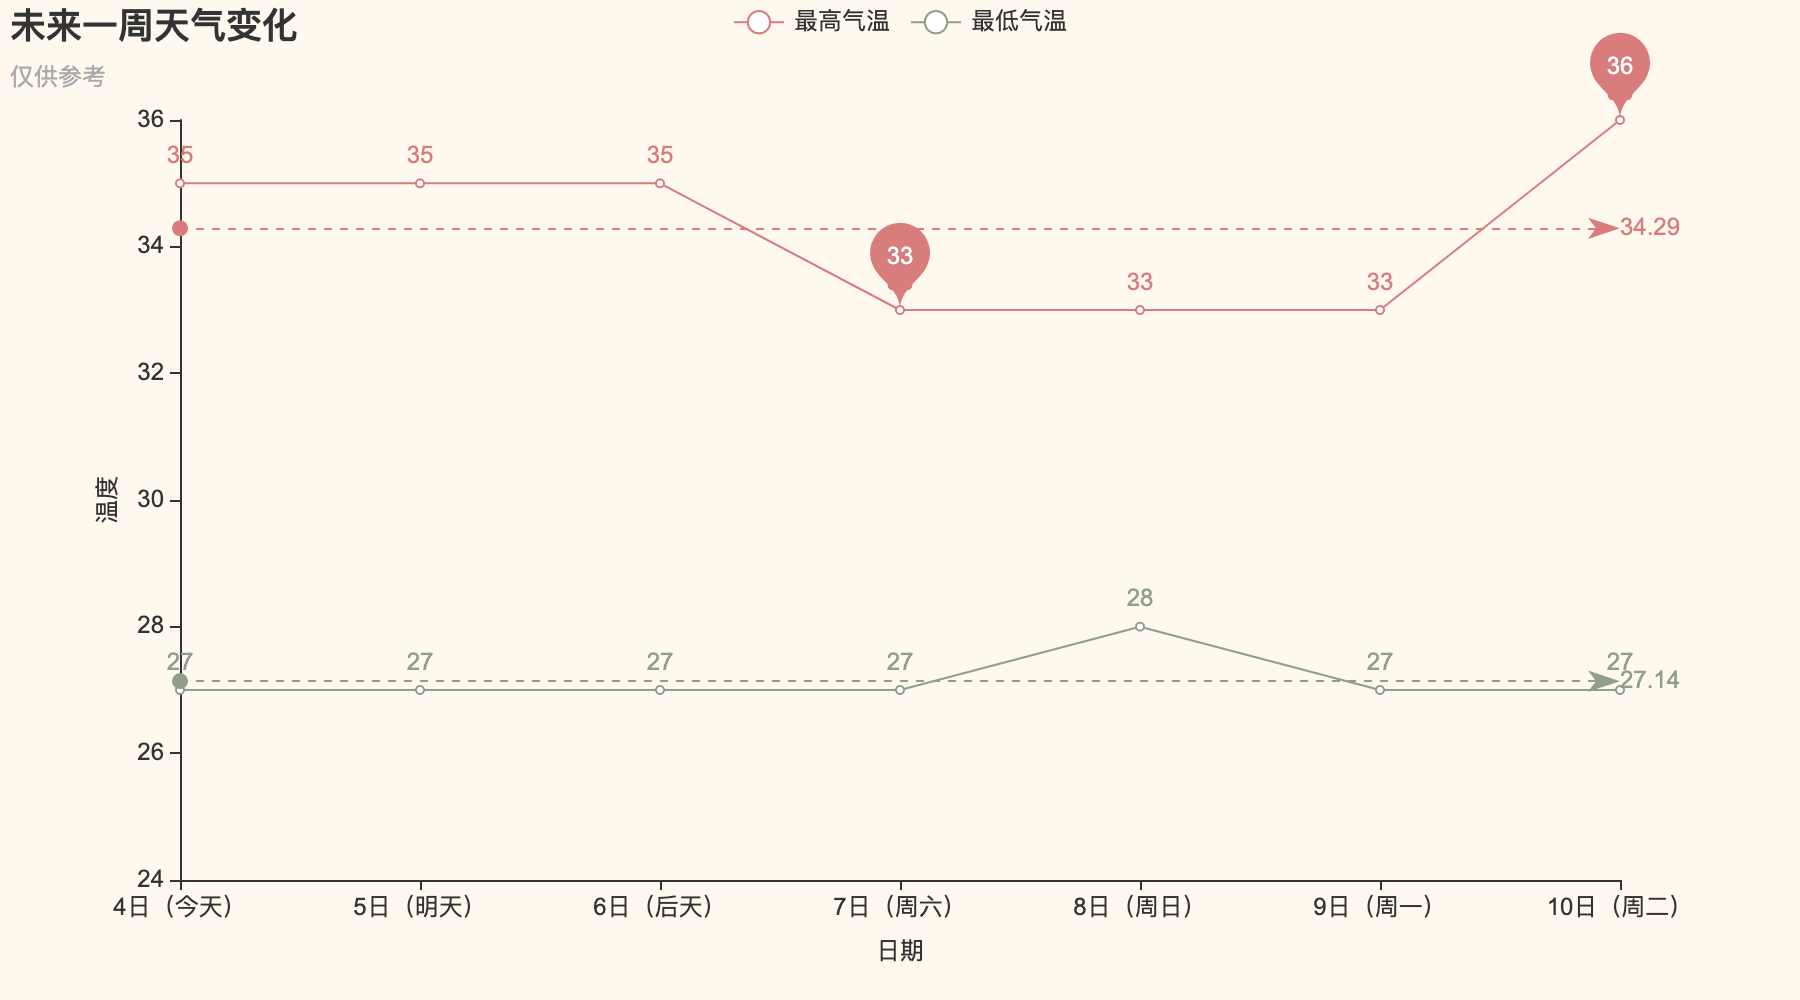 未来一周天气变化
仅供参考
最高气温 最低气温
36
36
35 35 35
34.29
34
33
33 33
32
30
温度
28
28
27 27 27 27 27 27
27.14
26
24
4日（今天） 5日（明天） 6日（后天） 7日（周六） 8日（周日） 9日（周一） 10日（周二）
日期